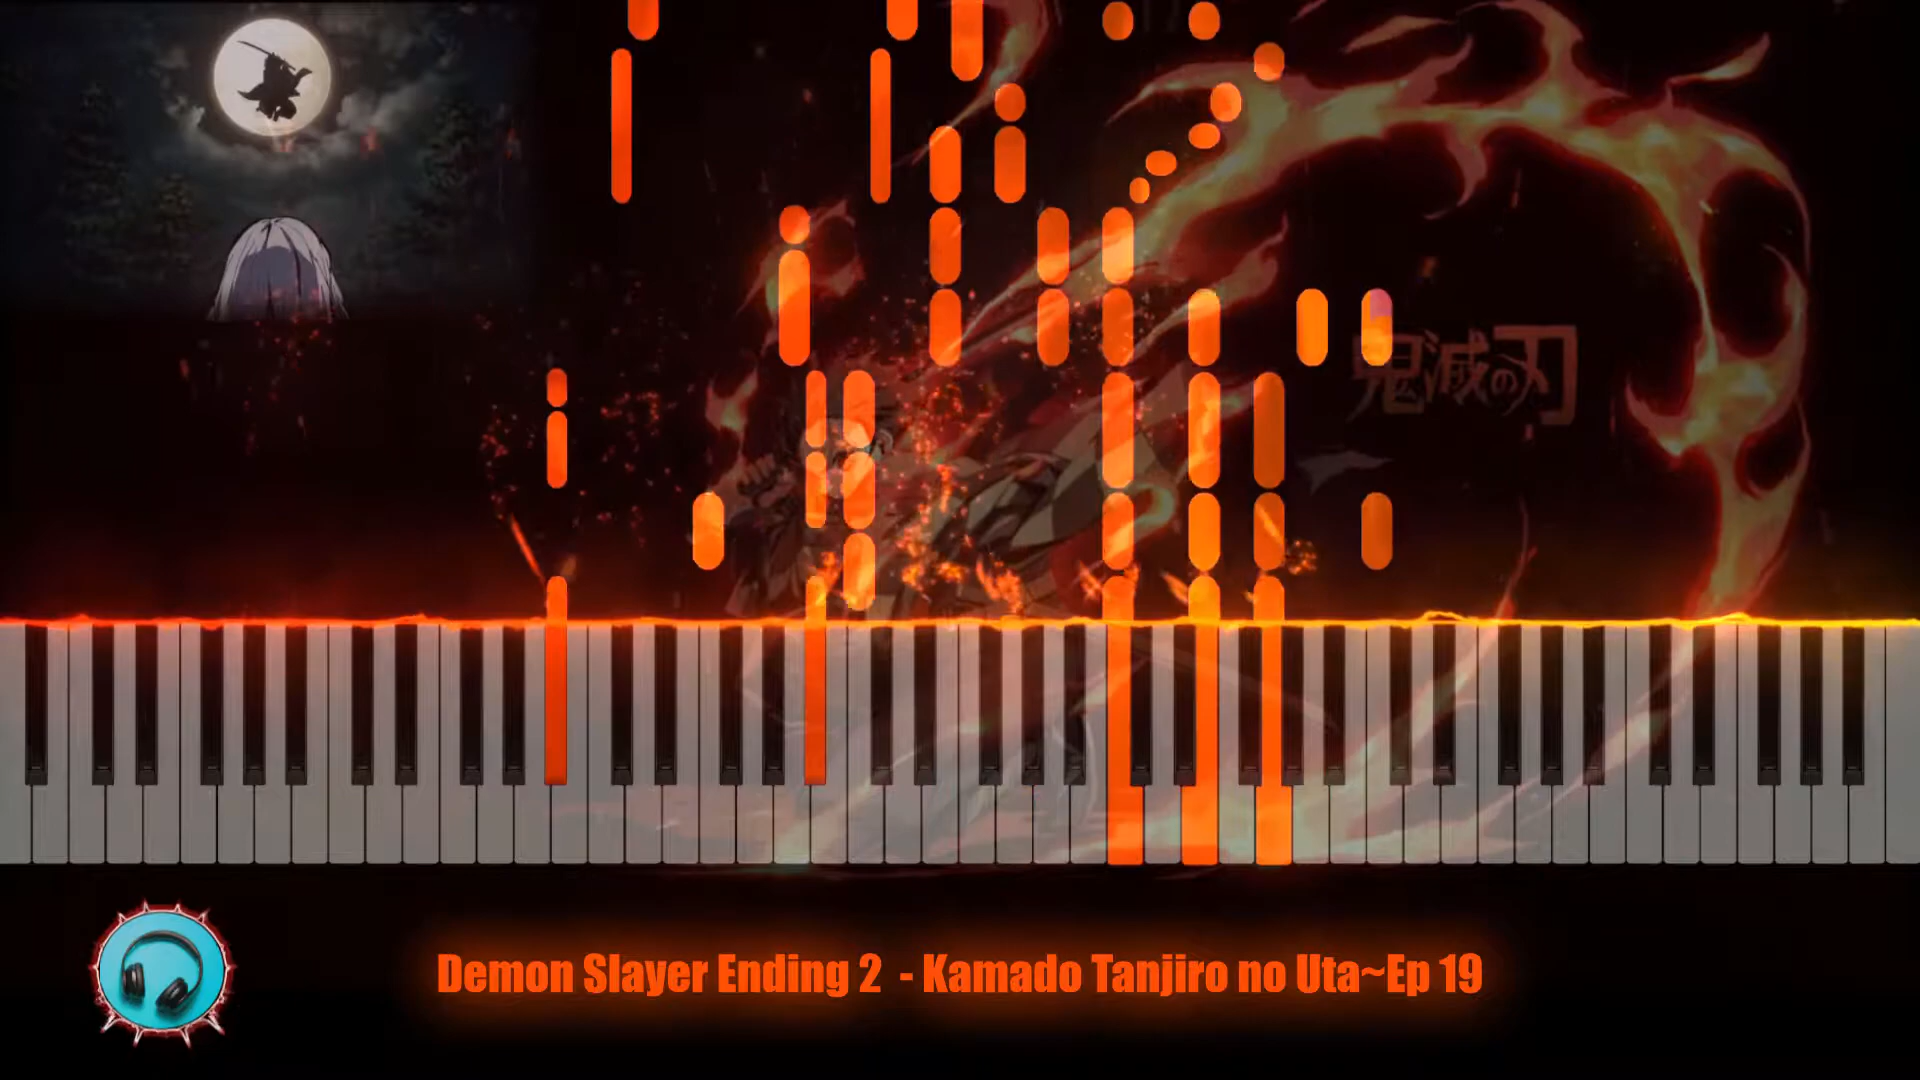 鬼滅の刃
Demon Slayer Ending 2 - Kamado Tanjiro no Uta~Ep 19